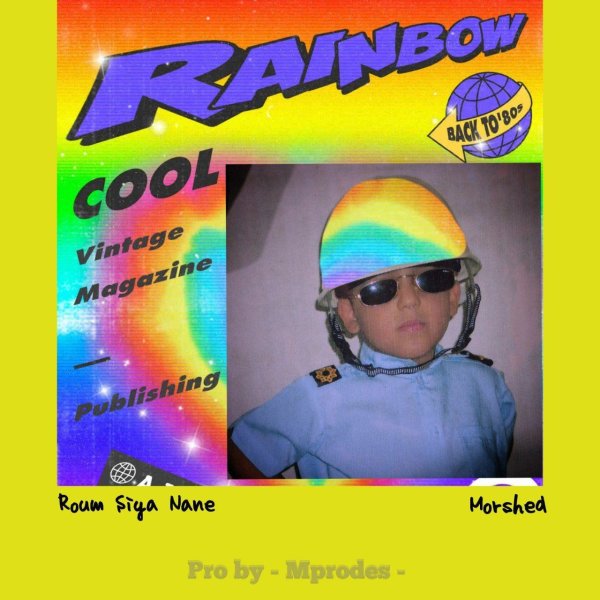 RAINBOW
BACK TO '80s
COOL
Vintage
Magazine
Publishing
Roum Siya Nane
Morshed
Pro by - Mprodes -